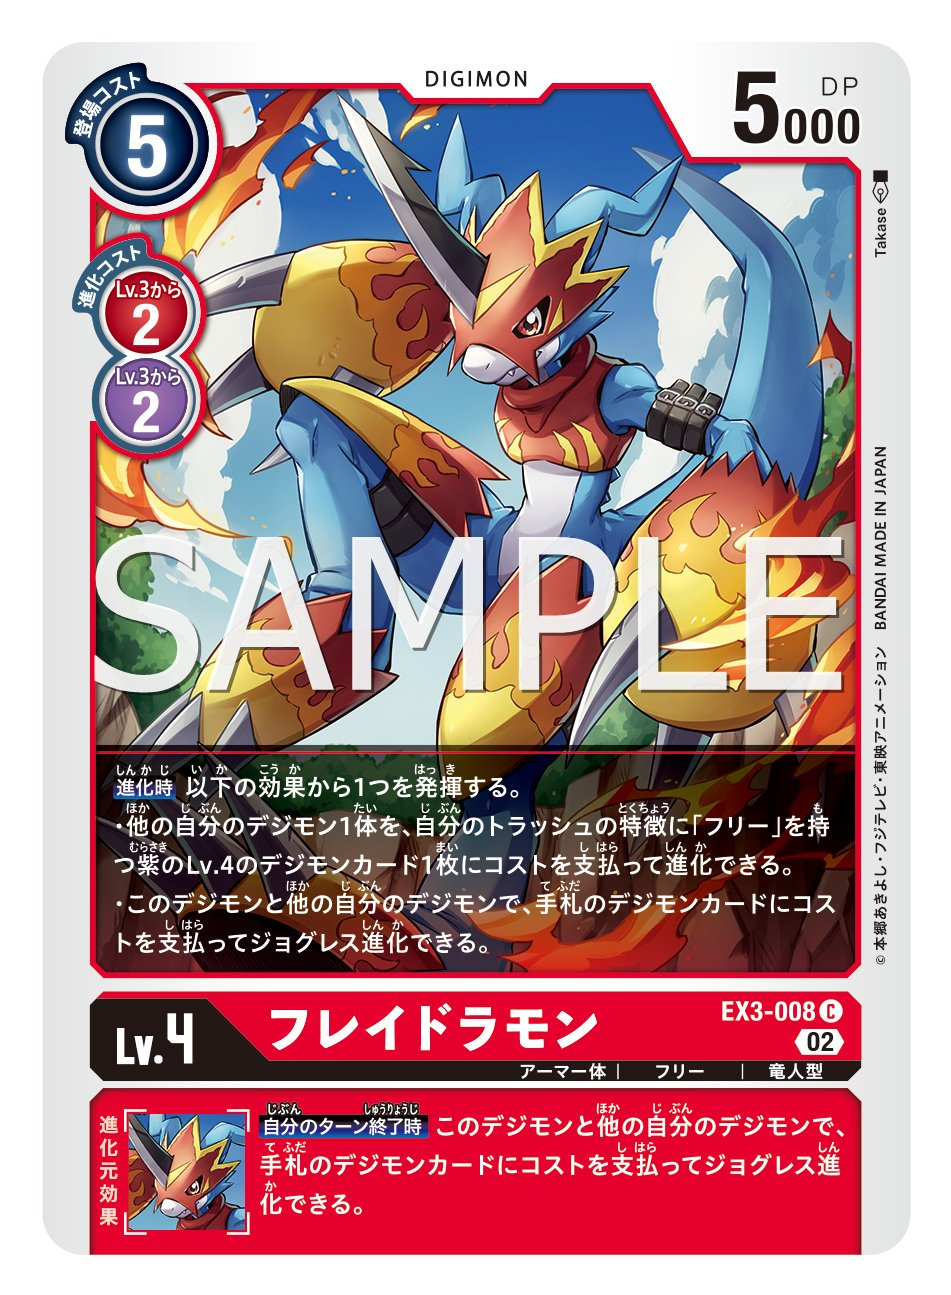 DIGIMON
登場コスト
5
DP
5000
進化コスト
Lv.3から
2
Lv.3から
2
Takase
SAMPLE
BANDAI MADE IN JAPAN
©本郷あきよし・フジテレビ・東映アニメーション
進化時 以下の効果から1つを発揮する。
・他の自分のデジモン1体を、自分のトラッシュの特徴に「フリー」を持
つ紫のLv.4のデジモンカード1枚にコストを支払って進化できる。
・このデジモンと他の自分のデジモンで、手札のデジモンカードにコス
トを支払ってジョグレス進化できる。
Lv.4
フレイドラモン
EX3-008 C
02
アーマー体 | フリー | 竜人型
進化元効果
自分のターン終了時 このデジモンと他の自分のデジモンで、
手札のデジモンカードにコストを支払ってジョグレス進
化できる。